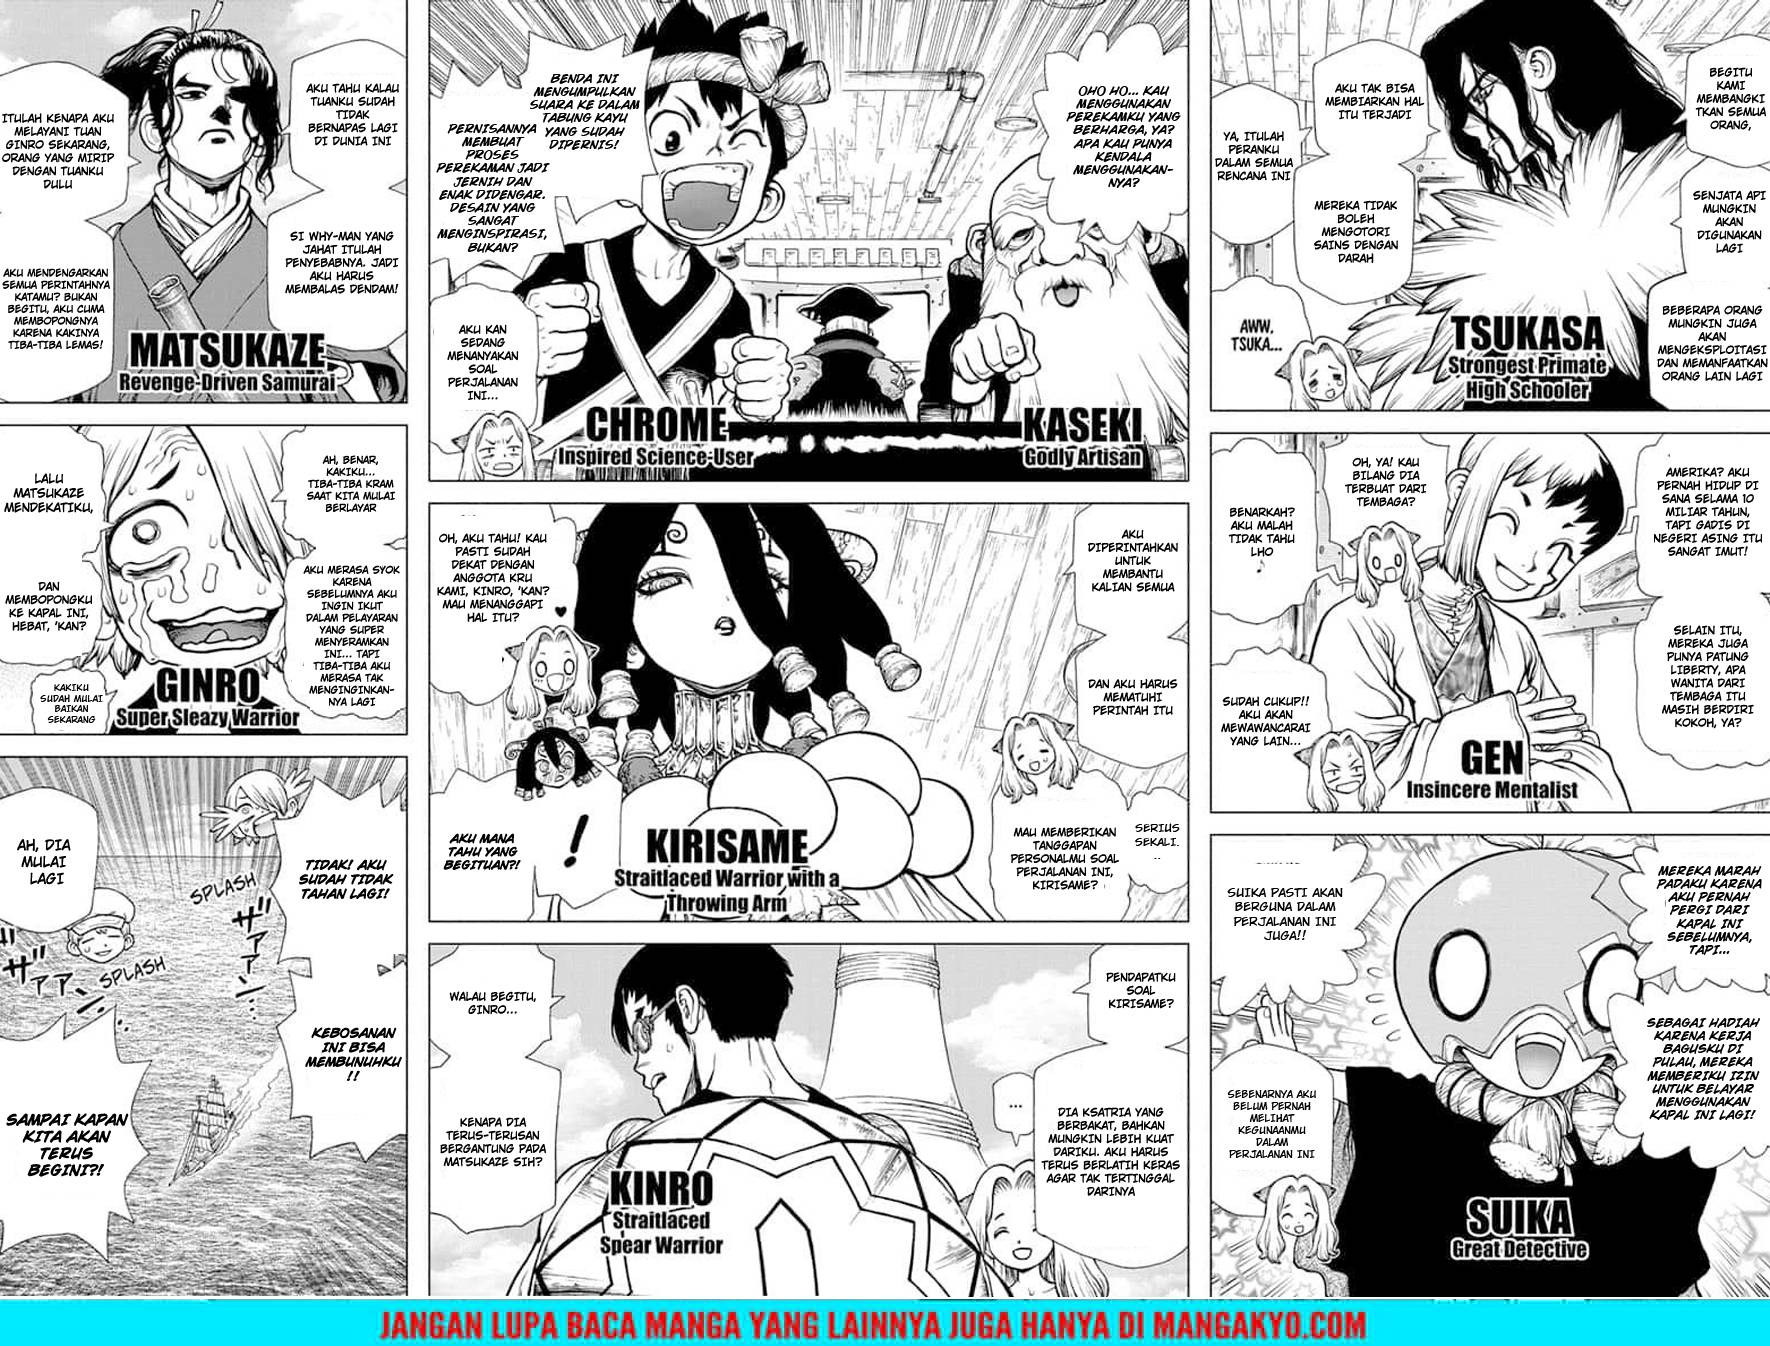 BEGITU
KAMI
MEMBANGKI
TKAN SEMUA
ORANG,
SENJATA API
MUNGKIN
AKAN
DIGUNAKAN
LAGI
BEBERAPA ORANG
MUNGKIN JUGA
AKAN
MENGEKSPLOITASI
DAN MEMANFAATKAN
ORANG LAIN LAGI
AKU TAK BISA
MEMBIARKAN HAL
ITU TERJADI
MEREKA TIDAK
BOLEH
MENGOTORI
SAINS DENGAN
DARAH
YA, ITULAH
PERANKU
DALAM SEMUA
RENCANA INI
AWW.
TSUKA...
TSUKASA
Strongest Primate
High Schooler
AMERIKA? AKU
PERNAH HIDUP DI
SANA SELAMA 10
MILIAR TAHUN,
TAPI GADIS DI
NEGERI ASING ITU
SANGAT IMUT!
SELAIN ITU,
MEREKA JUGA
PUNYA PATUNG
LIBERTY, APA
WANITA DARI
TEMBAGA ITU
MASIH BERDIRI
KOKOH, YA?
OH, YA! KAU
BILANG DIA
TERBUAT DARI
TEMBAGA?
BENARKAH?
AKU MALAH
TIDAK TAHU
LHO
♪
SUDAH CUKUP!!
AKU AKAN
MEWAWANCARAI
YANG LAIN...
GEN
Insincere Mentalist
MEREKA MARAH
PADAKU KARENA
AKU PERNAH
PERGI DARI
KAPAL INI
SEBELUMNYA,
TAPI...
SEBAGAI HADIAH
KARENA KERJA
BAGUSKU DI
PULAU, MEREKA
MEMBERIKU IZIN
UNTUK BELAYAR
MENGGUNAKAN
KAPAL INI LAGI!
SUIKA PASTI AKAN
BERGUNA DALAM
PERJALANAN INI
JUGA!!
SEBENARNYA AKU
BELUM PERNAH
MELIHAT
KEGUNAANMU
DALAM
PERJALANAN INI
SUIKA
Great Detective
OHO HO... KAU
MENGGUNAKAN
PEREKAMKU YANG
BERHARGA, YA?
APA KAU PUNYA
KENDALA
MENGGUNAKAN-
NYA?
BENDA INI
MENGUMPULKAN
SUARA KE DALAM
TABUNG KAYU
YANG SUDAH
DIPERNIS!
PERNISANNYA
MEMBUAT
PROSES
PEREKAMAN JADI
JERNIH DAN
ENAK DIDENGAR.
DESAIN YANG
SANGAT
MENGINSPIRASI,
BUKAN?
AKU KAN
SEDANG
MENANYAKAN
SOAL
PERJALANAN
INI...
CHROME
Inspired Science-User
KASEKI
Godly Artisan
AKU
DIPERINTAHKAN
UNTUK
MEMBANTU
KALIAN SEMUA
DAN AKU HARUS
MEMATUHI
PERINTAH ITU
OH, AKU TAHU! KAU
PASTI SUDAH
DEKAT DENGAN
ANGGOTA KRU
KAMI, KINRO, 'KAN?
MAU MENANGGAPI
HAL ITU?
♥
SERIUS
SEKALI.
..
MAU MEMBERIKAN
TANGGAPAN
PERSONALMU SOAL
PERJALANAN INI,
KIRISAME?
!
AKU MANA
TAHU YANG
BEGITUAN?!
KIRISAME
Straitlaced Warrior with a
Throwing Arm
PENDAPATKU
SOAL
KIRISAME?
DIA KSATRIA YANG
BERBAKAT, BAHKAN
MUNGKIN LEBIH KUAT
DARIKU. AKU HARUS
TERUS BERLATIH KERAS
AGAR TAK TERTINGGAL
DARINYA
...
WALAU BEGITU,
GINRO...
KENAPA DIA
TERUS-TERUSAN
BERGANTUNG PADA
MATSUKAZE SIH?
KINRO
Straitlaced
Spear Warrior
AKU TAHU KALAU
TUANKU SUDAH
TIDAK
BERNAPAS LAGI
DI DUNIA INI
SI WHY-MAN YANG
JAHAT ITULAH
PENYEBABNYA. JADI
AKU HARUS
MEMBALAS DENDAM!
ITULAH KENAPA AKU
MELAYANI TUAN
GINRO SEKARANG,
ORANG YANG MIRIP
DENGAN TUANKU
DULU
AKU MENDENGARKAN
SEMUA PERINTAHNYA
KATAMU? BUKAN
BEGITU, AKU CUMA
MEMBOPONGNYA
KARENA KAKINYA
TIBA-TIBA LEMAS!
MATSUKAZE
Revenge-Driven Samurai
AH, BENAR,
KAKIKU...
TIBA-TIBA KRAM
SAAT KITA MULAI
BERLAYAR
AKU MERASA SYOK
KARENA
SEBELUMNYA AKU
INGIN IKUT
DALAM PELAYARAN
YANG SUPER
MENYERAMKAN
INI... TAPI
TIBA-TIBA AKU
MERASA TAK
MENGINGINKAN-
NYA LAGI
LALU
MATSUKAZE
MENDEKATIKU,
DAN
MEMBOPONGKU
KE KAPAL INI,
HEBAT, 'KAN?
KAKIKU
SUDAH MULAI
BAIKAN
SEKARANG
GINRO
Super Sleazy Warrior
TIDAK! AKU
SUDAH TIDAK
TAHAN LAGI!
KEBOSANAN
INI BISA
MEMBUNUHKU
!!
AH, DIA
MULAI
LAGI
SPLASH
ザアアン
SPLASH
ザアアン
SAMPAI KAPAN
KITA AKAN
TERUS
BEGINI?!
JANGAN LUPA BACA MANGA YANG LAINNYA JUGA HANYA DI MANGAKYO.COM